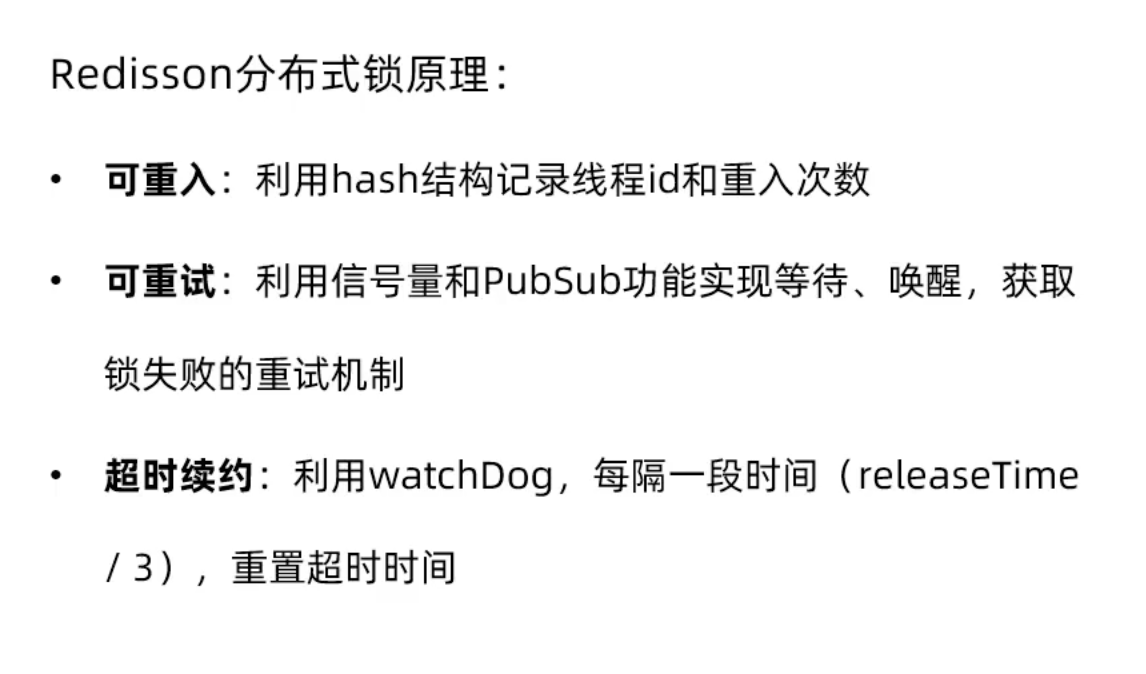 Redisson分布式锁原理：
• 可重入：利用hash结构记录线程id和重入次数
• 可重试：利用信号量和PubSub功能实现等待、唤醒，获取
锁失败的重试机制
• 超时续约：利用watchDog，每隔一段时间（releaseTime
/ 3），重置超时时间